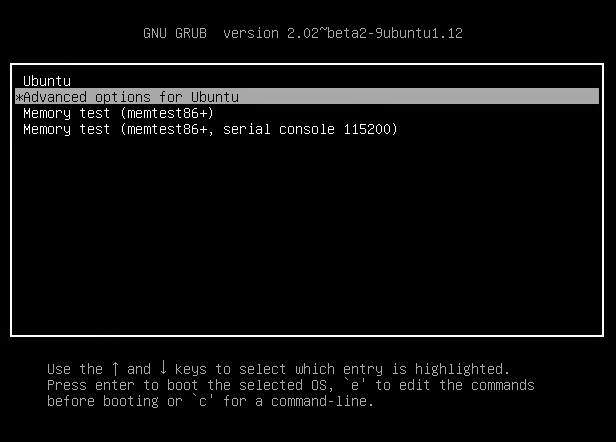 GNU GRUB  version 2.02~beta2-9ubuntu1.12
Ubuntu
*Advanced options for Ubuntu
Memory test (memtest86+)
Memory test (memtest86+, serial console 115200)
Use the ↑ and ↓ keys to select which entry is highlighted.
Press enter to boot the selected OS, `e' to edit the commands
before booting or `c' for a command-line.